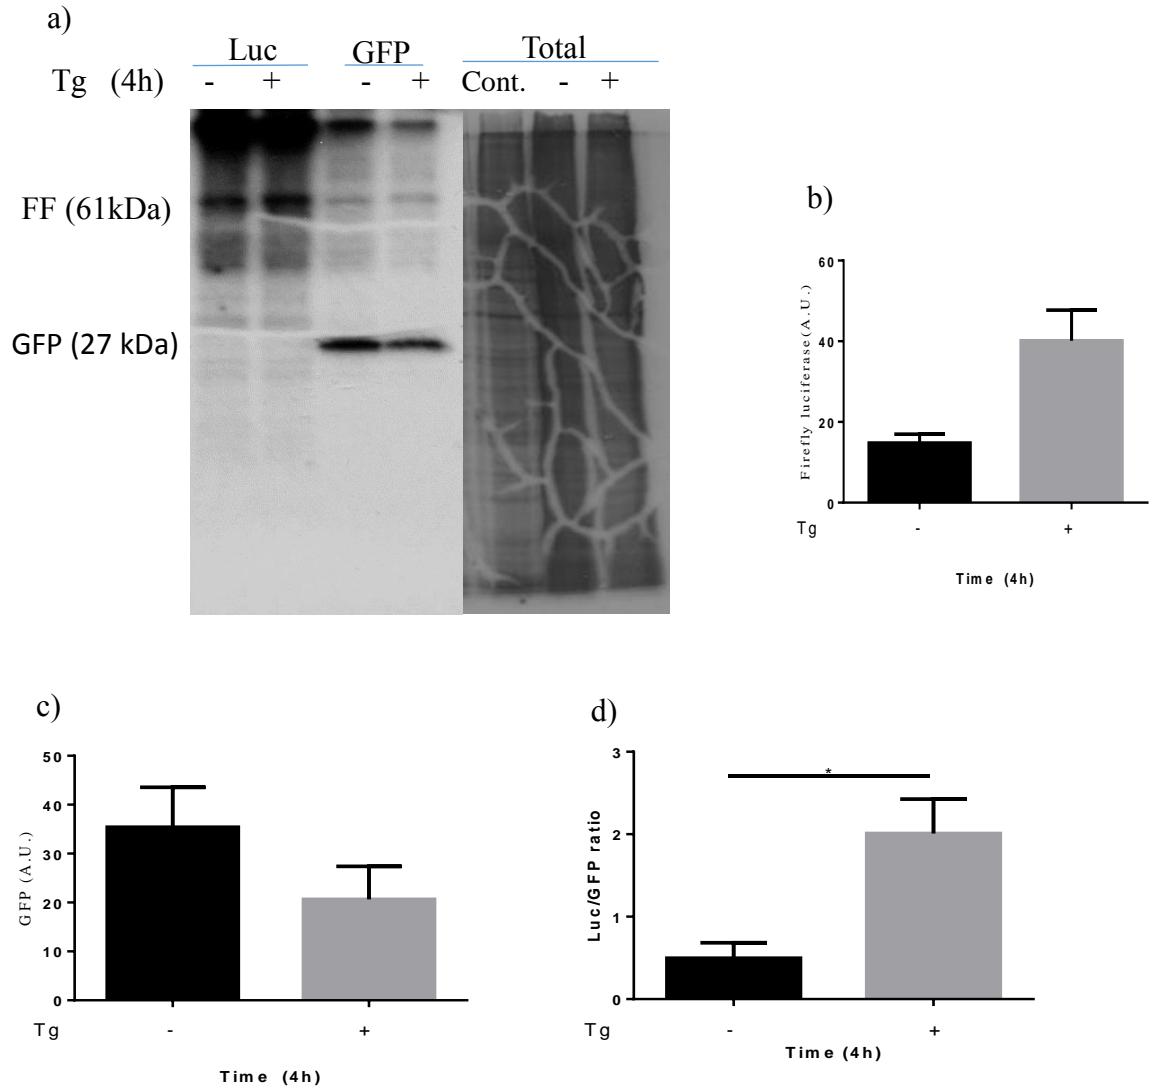 a)
Luc GFP Total
Tg (4h) - + - + Cont. - +
FF (61kDa)
GFP (27 kDa)
b)
Firefly luciferase (A.U.)
60
40
20
0
Tg - +
Time (4h)
c)
GFP (A.U.)
50
40
30
20
10
0
Tg - +
Time (4h)
d)
Luc/GFP ratio
3
2
1
0
*
Tg - +
Time (4h)